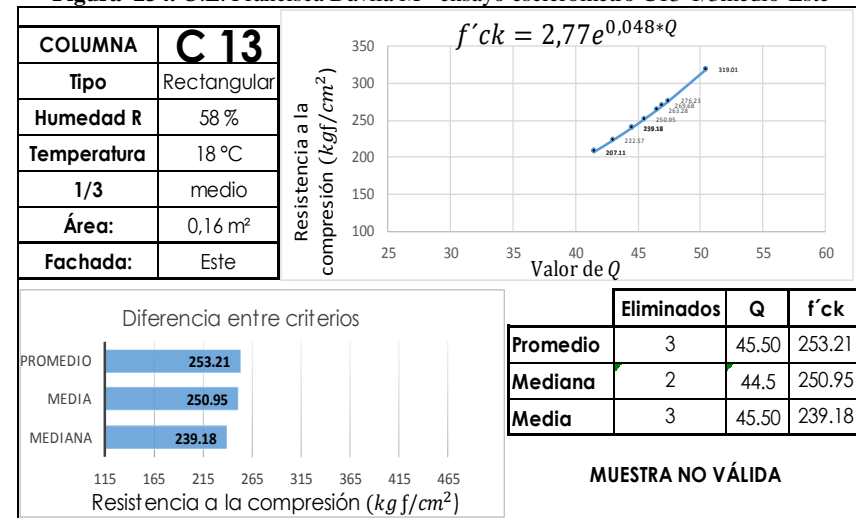 COLUMNA C 13
Tipo Rectangular
Humedad R 58 %
Temperatura 18 °C
1/3 medio
Área: 0,16 m²
Fachada: Este
f´ck = 2,77e^0,048*Q
Resistencia a la
compresión (kgf/cm²)
350
300
250
200
150
100
319.01
276.23
269.68
263.28
250.95
239.18
222.57
207.11
25 30 35 40 45 50 55 60
Valor de Q
Diferencia entre criterios
PROMEDIO 253.21
MEDIA 250.95
MEDIANA 239.18
115 165 215 265 315 365 415 465
Resistencia a la compresión (kgf/cm²)
Eliminados Q f´ck
Promedio 3 45.50 253.21
Mediana 2 44.5 250.95
Media 3 45.50 239.18
MUESTRA NO VÁLIDA